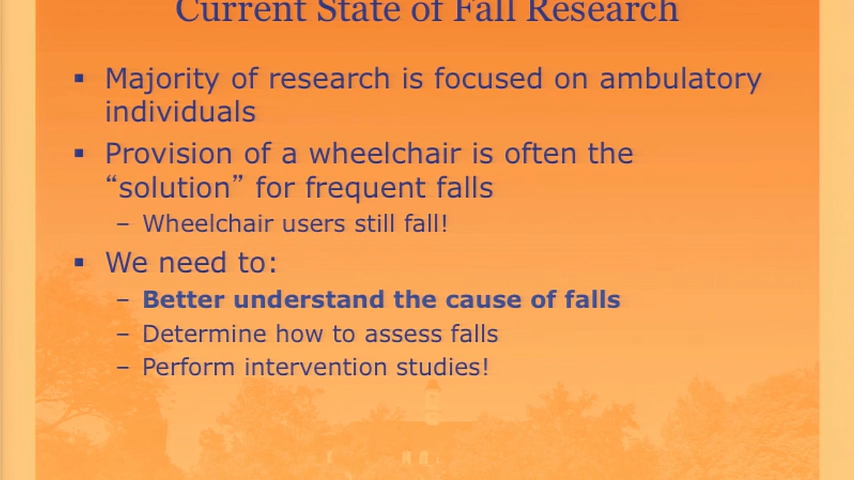 Current State of Fall Research
▪ Majority of research is focused on ambulatory
individuals
▪ Provision of a wheelchair is often the
“solution” for frequent falls
– Wheelchair users still fall!
▪ We need to:
– Better understand the cause of falls
– Determine how to assess falls
– Perform intervention studies!